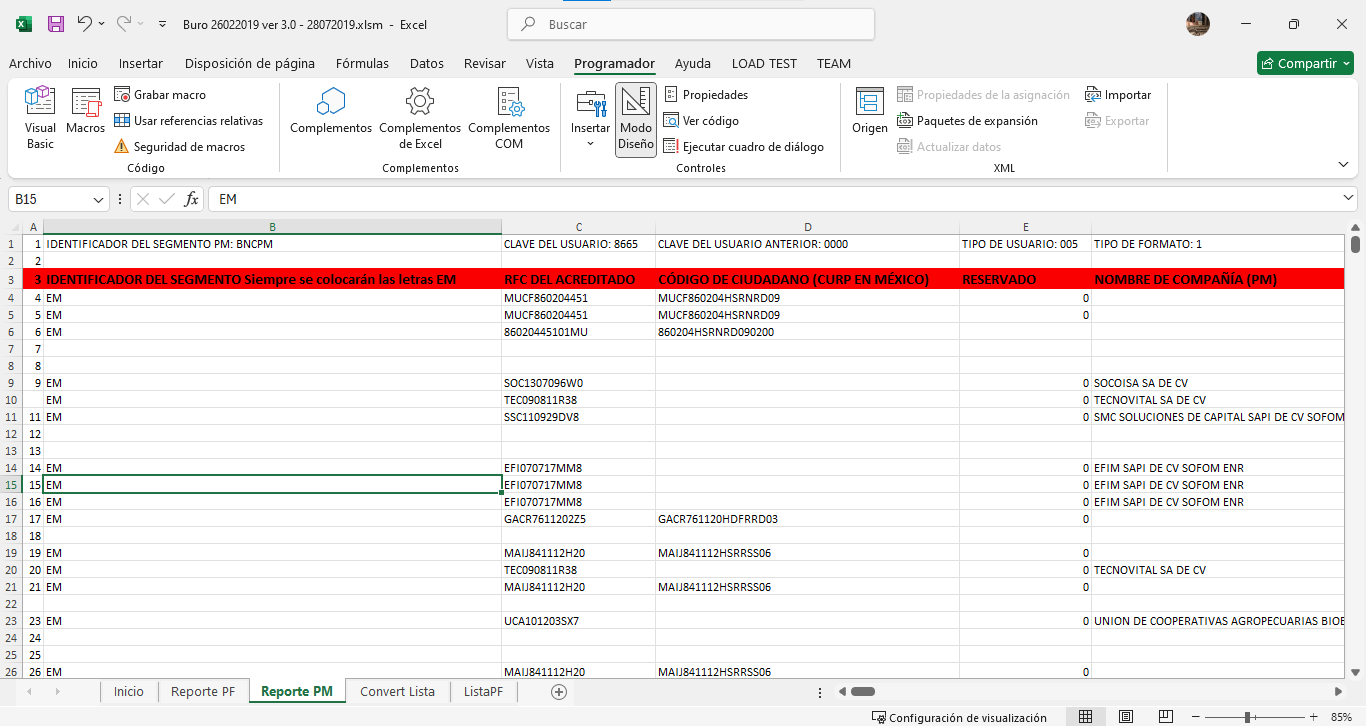 Buro 26022019 ver 3.0 - 28072019.xlsm - Excel
Buscar
Archivo Inicio Insertar Disposición de página Fórmulas Datos Revisar Vista Programador Ayuda LOAD TEST TEAM
Compartir
Visual Basic
Macros
Grabar macro
Usar referencias relativas
Seguridad de macros
Código
Complementos
Complementos de Excel
Complementos COM
Complementos
Insertar
Modo Diseño
Propiedades
Ver código
Ejecutar cuadro de diálogo
Controles
Origen
Propiedades de la asignación
Paquetes de expansión
Actualizar datos
Importar
Exportar
XML
B15 fx EM
A B C D E
1 1 IDENTIFICADOR DEL SEGMENTO PM: BNCPM CLAVE DEL USUARIO: 8665 CLAVE DEL USUARIO ANTERIOR: 0000 TIPO DE USUARIO: 005 TIPO DE FORMATO: 1
2 2
3 3 IDENTIFICADOR DEL SEGMENTO Siempre se colocarán las letras EM RFC DEL ACREDITADO CÓDIGO DE CIUDADANO (CURP EN MÉXICO) RESERVADO NOMBRE DE COMPAÑÍA (PM)
4 4 EM MUCF860204451 MUCF860204HSRNRD09 0
5 5 EM MUCF860204451 MUCF860204HSRNRD09 0
6 6 EM 86020445101MU 860204HSRNRD090200
7 7
8 8
9 9 EM SOC1307096W0 0 SOCOISA SA DE CV
10 EM TEC090811R38 0 TECNOVITAL SA DE CV
11 11 EM SSC110929DV8 0 SMC SOLUCIONES DE CAPITAL SAPI DE CV SOFOM
12 12
13 13
14 14 EM EFI070717MM8 0 EFIM SAPI DE CV SOFOM ENR
15 15 EM EFI070717MM8 0 EFIM SAPI DE CV SOFOM ENR
16 16 EM EFI070717MM8 0 EFIM SAPI DE CV SOFOM ENR
17 17 EM GACR7611202Z5 GACR761120HDFRRD03 0
18 18
19 19 EM MAIJ841112H20 MAIJ841112HSRRSS06 0
20 20 EM TEC090811R38 0 TECNOVITAL SA DE CV
21 21 EM MAIJ841112H20 MAIJ841112HSRRSS06 0
22
23 23 EM UCA101203SX7 0 UNION DE COOPERATIVAS AGROPECUARIAS BIOE
24 24
25 25
26 26 EM MAIJ841112H20 MAIJ841112HSRRSS06 0
Inicio Reporte PF Reporte PM Convert Lista ListaPF
Configuración de visualización 85%